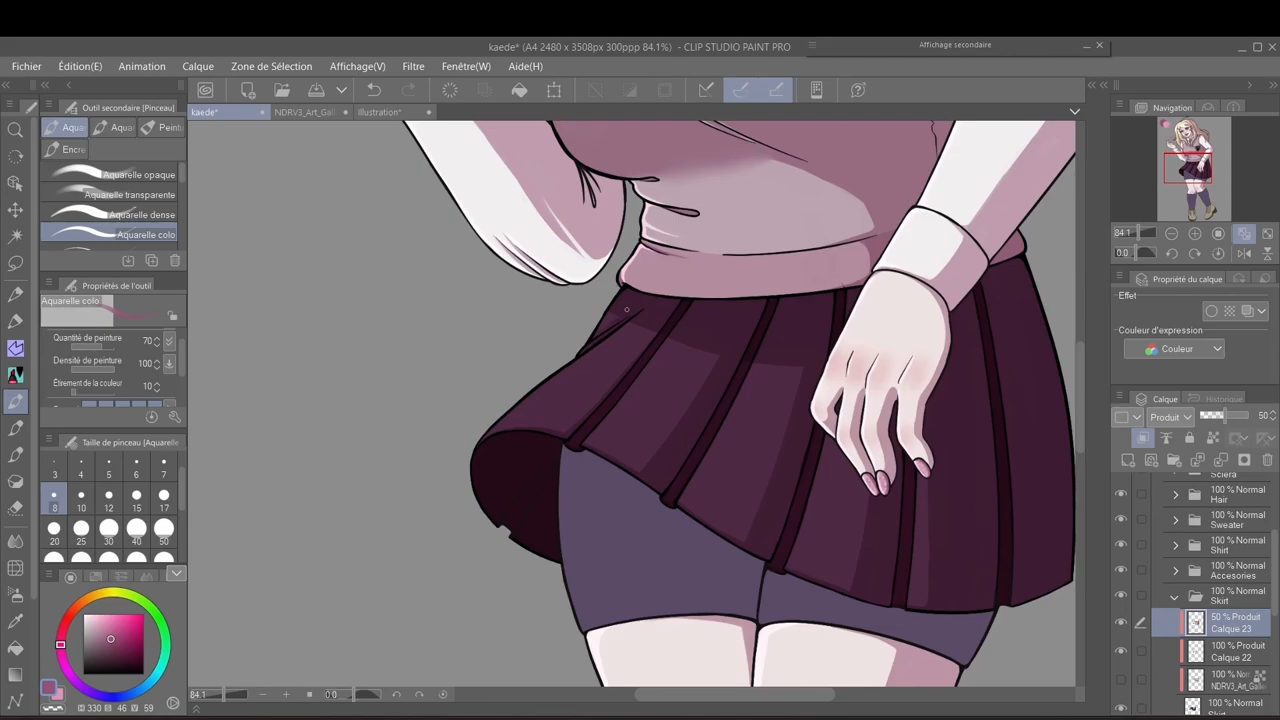 kaede* (A4 2480 x 3508px 300ppp 84.1%) - CLIP STUDIO PAINT PRO
Affichage secondaire
Fichier Édition(E) Animation Calque Zone de Sélection Affichage(V) Filtre Fenêtre(W) Aide(H)
Outil secondaire [Pinceau]
kaede* NDRV3_Art_Gal Illustration*
Navigation
Aqua Aqua Peint
Encre
Aquarelle opaque
Aquarelle transparente
Aquarelle dense
Aquarelle colo
84.1
0.0
Propriétés de l'outil
Aquarelle colo
Quantité de peinture 70
Densité de peinture 100
Étirement de la couleur 10
Propriété du calque
Effet
Couleur d'expression
Couleur
Calque Historique
Produit 50
Taille de pinceau [Aquarelle
3 5 6 7
8 10 12 15 17
20 25 30 40 50
Sclera
100 % Normal
Hair
100 % Normal
Sweater
100 % Normal
Shirt
100 % Normal
Accesories
100 % Normal
Skirt
50 % Produit
Calque 23
100 % Produit
Calque 22
100 % No
NDRV3_Art_Gal
100 % Normal
Skirt
330 S 46 V 59
84.1 0.0